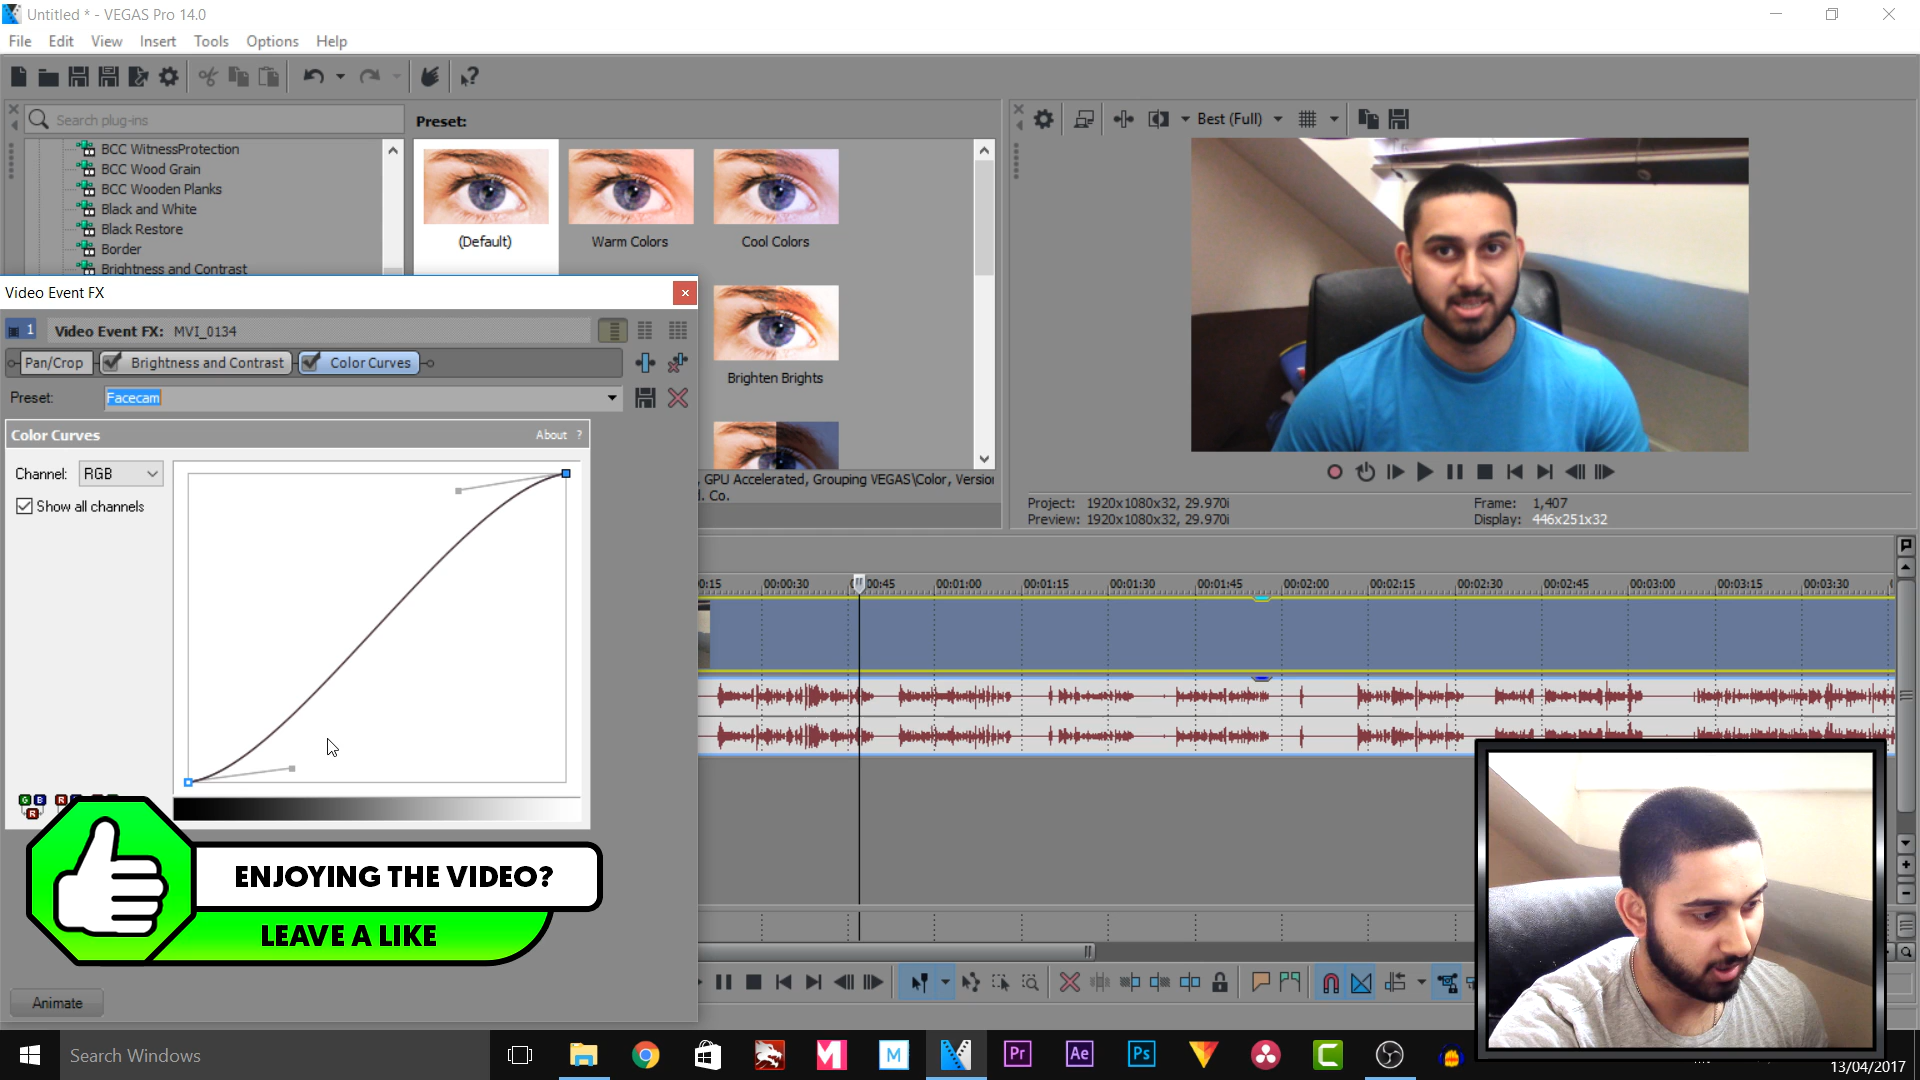 Untitled * - VEGAS Pro 14.0
File Edit View Insert Tools Options Help
Search plug-ins
BCC WitnessProtection
BCC Wood Grain
BCC Wooden Planks
Black and White
Black Restore
Border
Brightness and Contrast
Preset:
(Default) Warm Colors Cool Colors
Brighten Brights
, GPU Accelerated, Grouping VEGAS\Color, Versio
. Co.
Best (Full)
Project: 1920x1080x32, 29.970i
Preview: 1920x1080x32, 29.970i
Frame: 1,407
Display: 446x251x32
Video Event FX
1 Video Event FX: MVI_0134
Pan/Crop Brightness and Contrast Color Curves
Preset: Facecam
Color Curves About ?
Channel: RGB
Show all channels
G B R
ENJOYING THE VIDEO?
LEAVE A LIKE
Animate
0:15 00:00:30 00:45 00:01:00 00:01:15 00:01:30 00:01:45 00:02:00 00:02:15 00:02:30 00:02:45 00:03:00 00:03:15 00:03:30
Search Windows
M M Pr Ae Ps C
13/04/2017